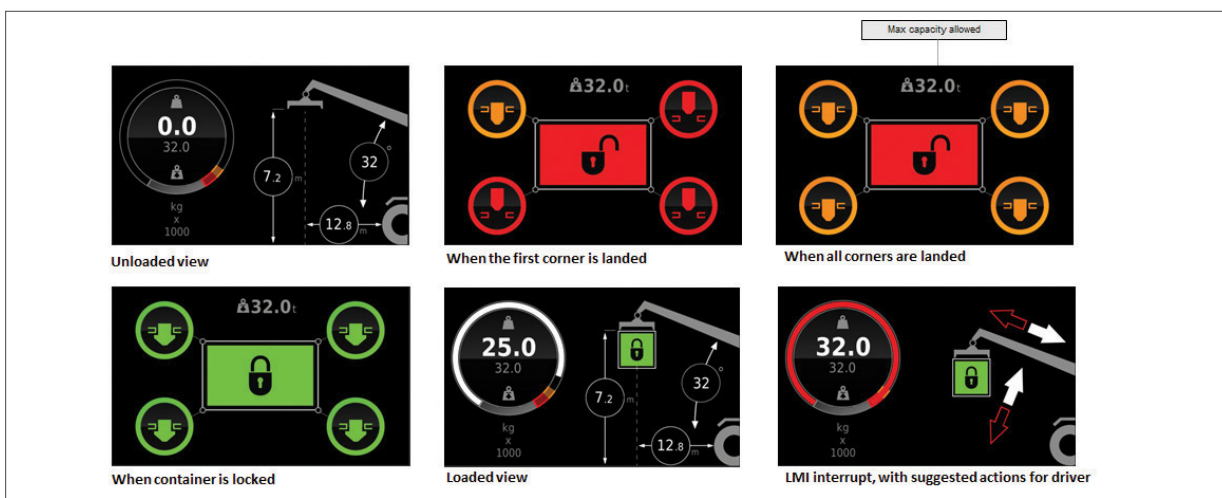 Max capacity allowed
0.0
32.0
kg
x
1000
7.2 m
32°
12.8 m
Unloaded view
32.0t
When the first corner is landed
32.0t
When all corners are landed
32.0t
When container is locked
25.0
32.0
kg
x
1000
7.2 m
32°
12.8 m
Loaded view
32.0
32.0
kg
x
1000
LMI interrupt, with suggested actions for driver